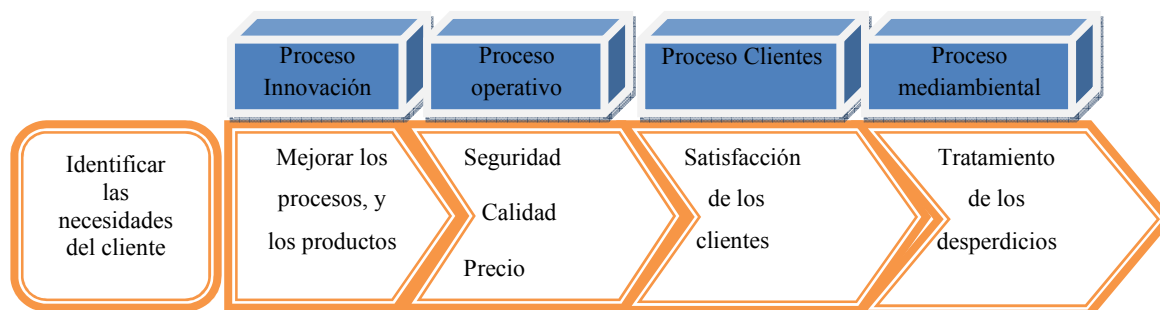 Proceso
Innovación
Proceso
operativo
Proceso Clientes
Proceso
mediambiental
Identificar
las
necesidades
del cliente
Mejorar los
procesos, y
los productos
Seguridad
Calidad
Precio
Satisfacción
de los
clientes
Tratamiento
de los
desperdicios